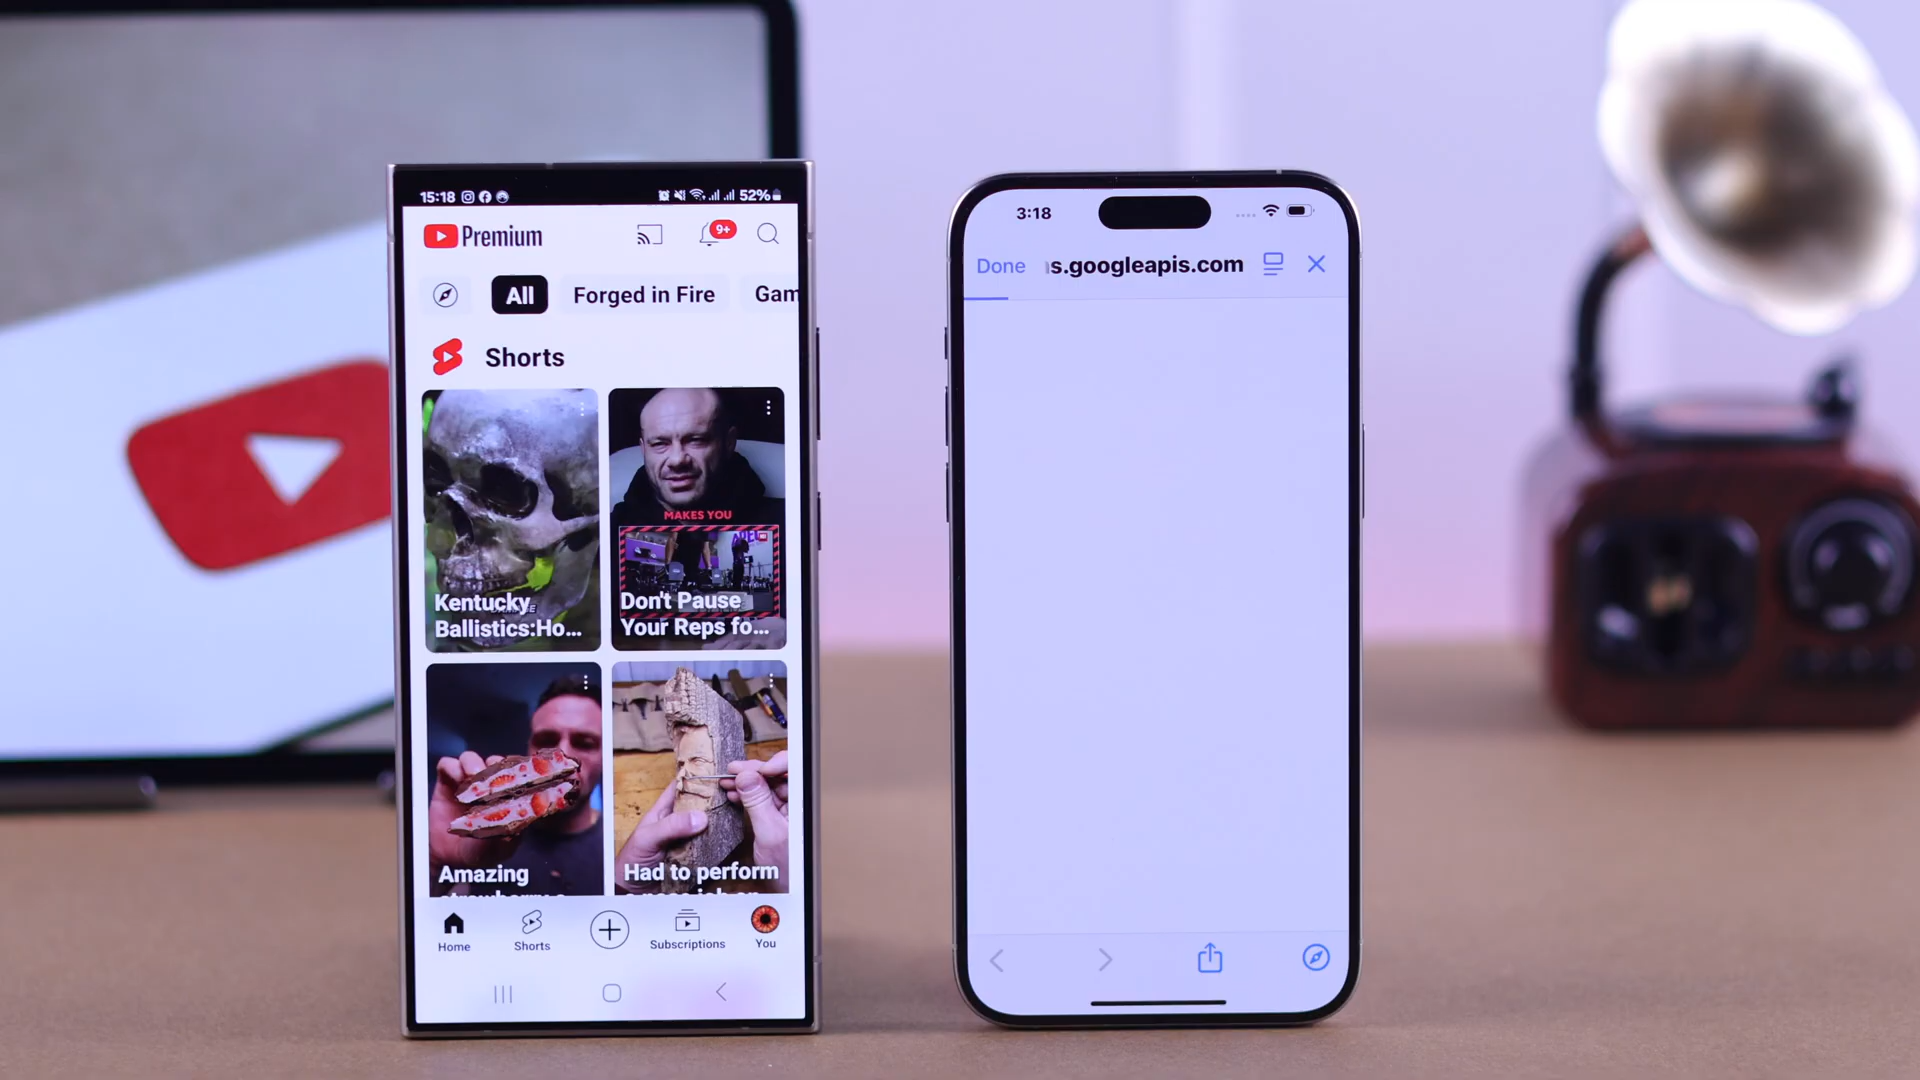 15:18
52%
Premium
9+
All
Forged in Fire
Gam
Shorts
MAKES YOU
Kentucky
Ballistics:Ho...
Don't Pause
Your Reps fo...
Amazing
Had to perform
Home
Shorts
Subscriptions
You
3:18
Done
s.googleapis.com